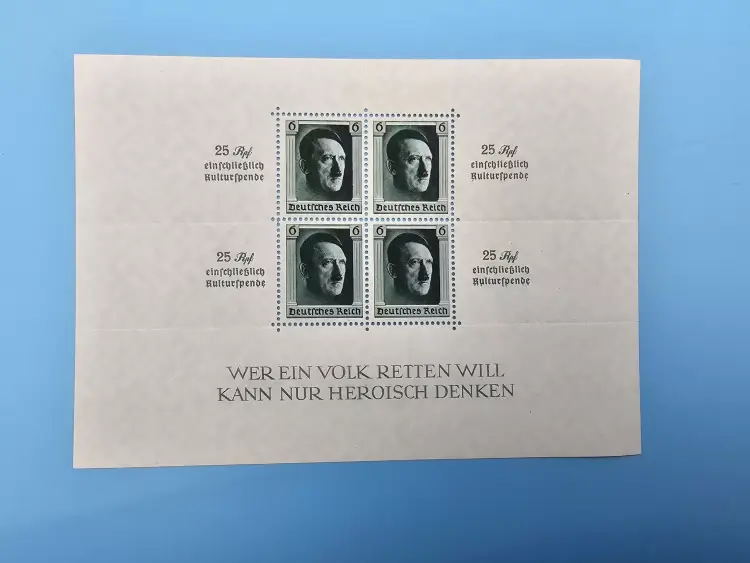 25 Rpf
einschließlich
Kulturspende
6 6
Deutsches Reich
6 6
Deutsches Reich
25 Rpf
einschließlich
Kulturspende
25 Rpf
einschließlich
Kulturspende
6 6
Deutsches Reich
6 6
Deutsches Reich
25 Rpf
einschließlich
Kulturspende
WER EIN VOLK RETTEN WILL
KANN NUR HEROISCH DENKEN